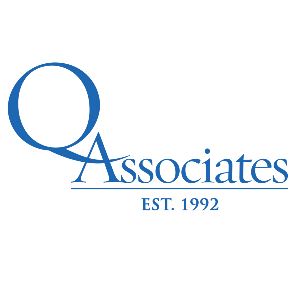 Q Associates
EST. 1992